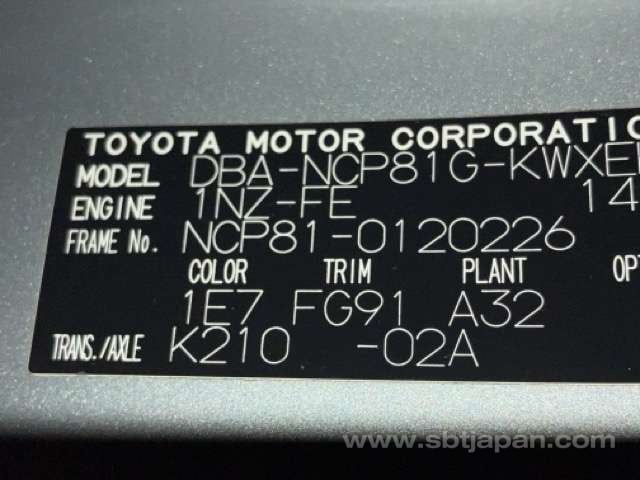 TOYOTA MOTOR CORPORATIO
MODEL DBA-NCP81G-KWXE
ENGINE 1NZ-FE 14
FRAME No. NCP81-0120226
COLOR TRIM PLANT OPT
1E7 FG91 A32
TRANS./AXLE K210 -02A
www.sbtjapan.com